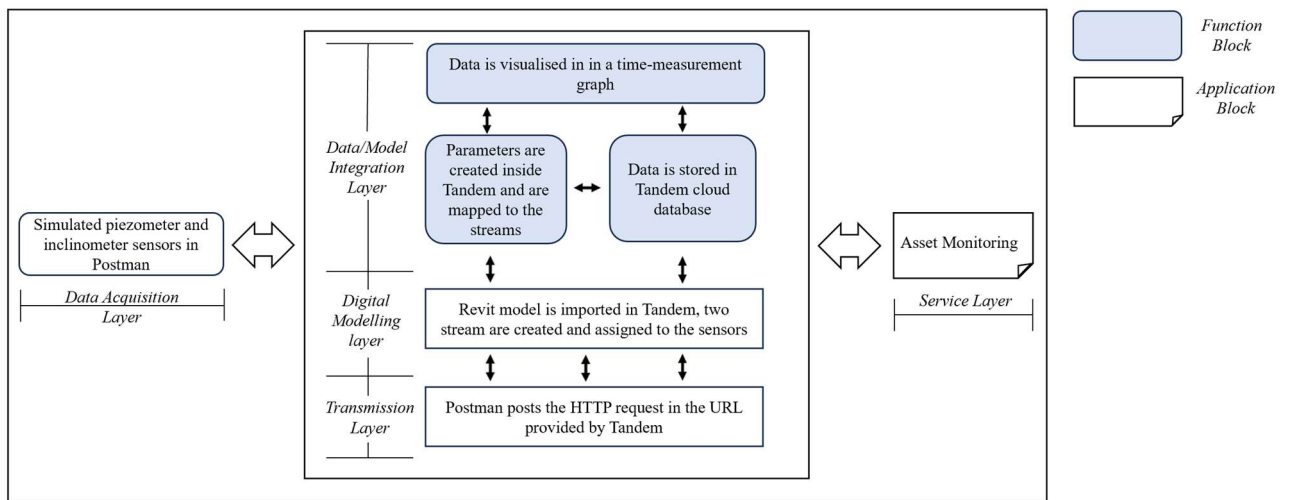 Data is visualised in in a time-measurement
graph
Function
Block
Application
Block
Data/Model
Integration
Layer
Parameters are
created inside
Tandem and are
mapped to the
streams
Data is stored in
Tandem cloud
database
Simulated piezometer and
inclinometer sensors in
Postman
Data Acquisition
Layer
Asset Monitoring
Service Layer
Digital
Modelling
layer
Revit model is imported in Tandem, two
stream are created and assigned to the sensors
Transmission
Layer
Postman posts the HTTP request in the URL
provided by Tandem